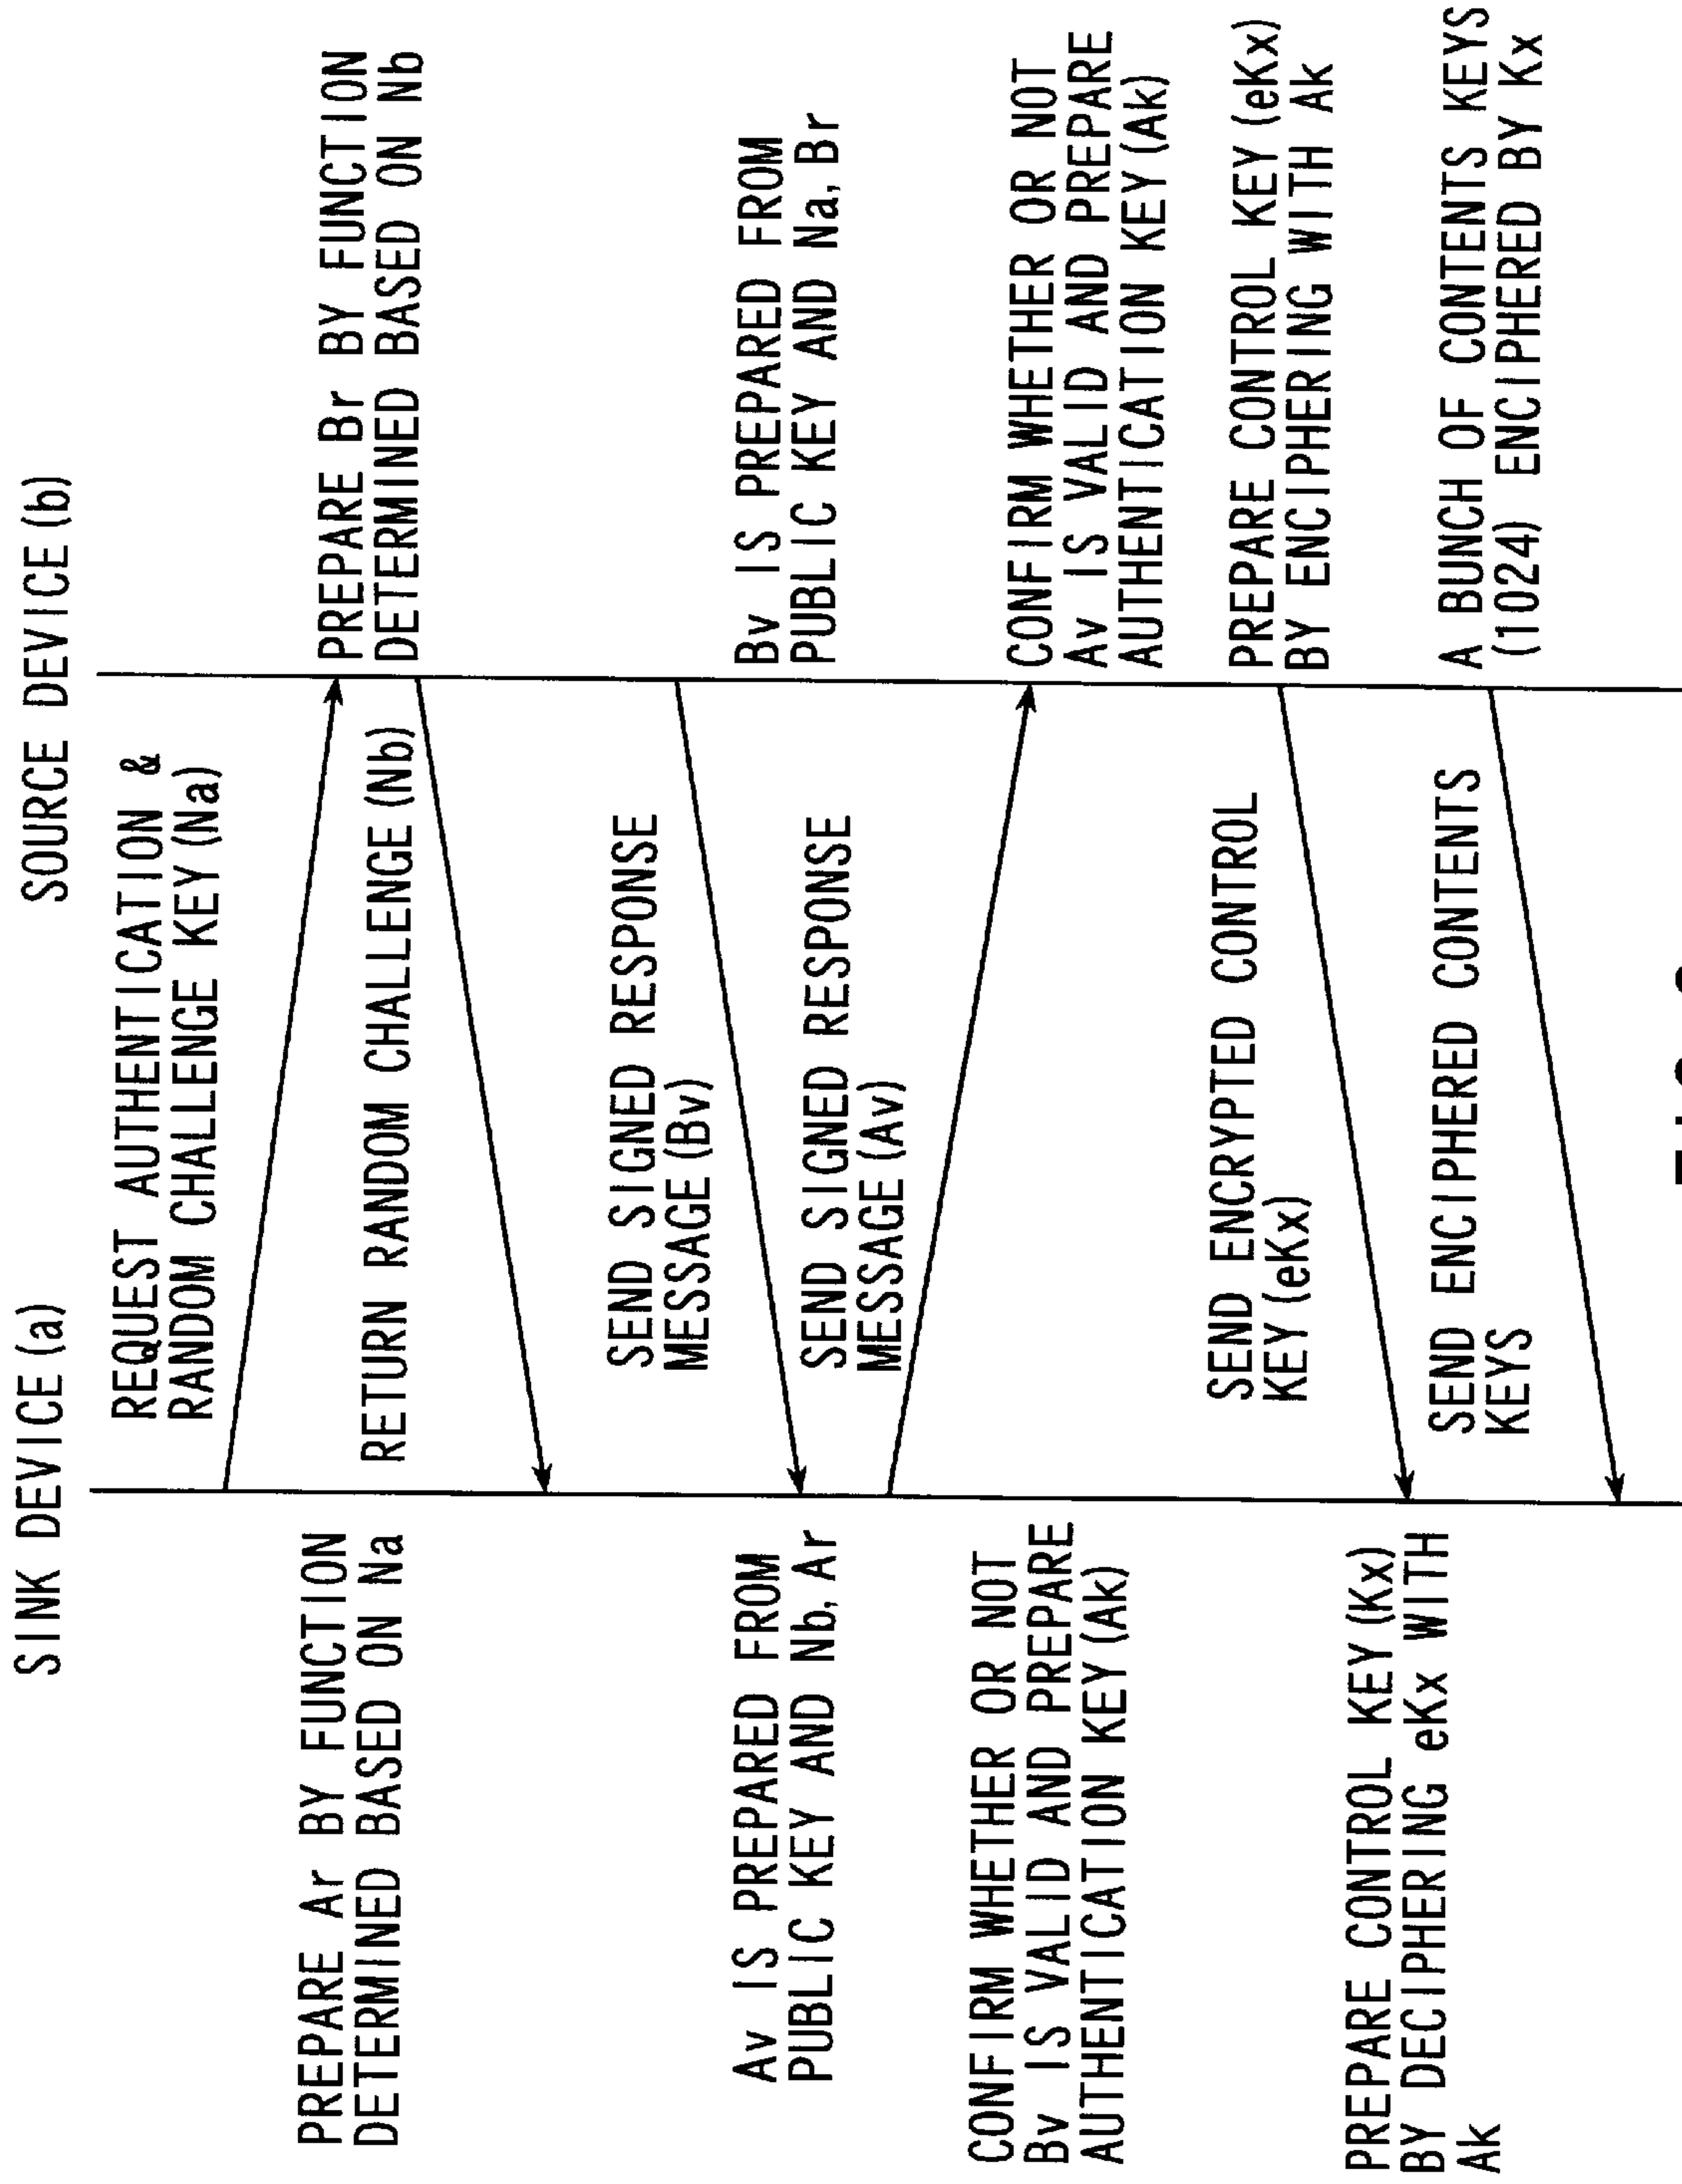 SINK DEVICE (a)
SOURCE DEVICE (b)
REQUEST AUTHENTICATION &
RANDOM CHALLENGE KEY (Na)
PREPARE Ar BY FUNCTION
DETERMINED BASED ON Na
PREPARE Br BY FUNCTION
DETERMINED BASED ON Nb
RETURN RANDOM CHALLENGE (Nb)
SEND SIGNED RESPONSE
MESSAGE (Bv)
Av IS PREPARED FROM
PUBLIC KEY AND Nb, Ar
Bv IS PREPARED FROM
PUBLIC KEY AND Na, Br
SEND SIGNED RESPONSE
MESSAGE (Av)
CONFIRM WHETHER OR NOT
Bv IS VALID AND PREPARE
AUTHENTICATION KEY (Ak)
CONFIRM WHETHER OR NOT
Av IS VALID AND PREPARE
AUTHENTICATION KEY (Ak)
SEND ENCRYPTED CONTROL
KEY (eKx)
PREPARE CONTROL KEY (eKx)
BY ENCIPHERING WITH Ak
PREPARE CONTROL KEY (Kx)
BY DECIPHERING eKx WITH
Ak
SEND ENCIPHERED CONTENTS
KEYS
A BUNCH OF CONTENTS KEYS
(1024) ENCIPHERED BY Kx